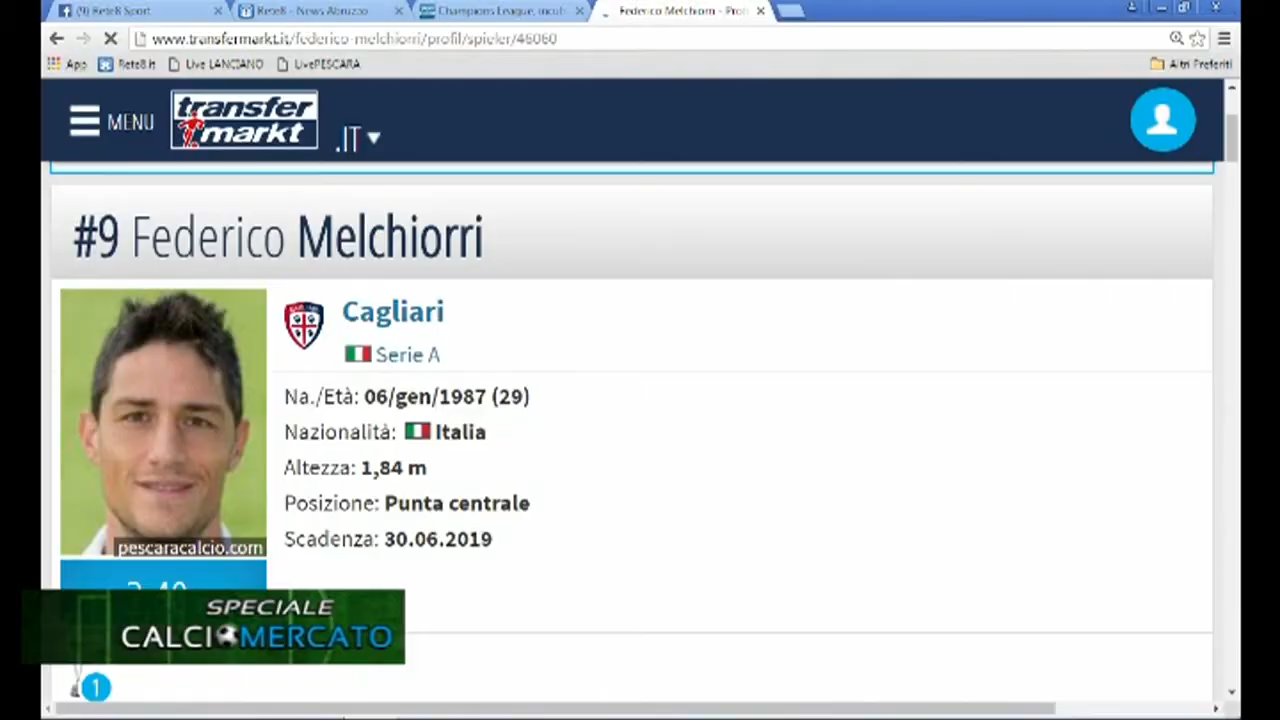 (9) Rete8 Sport
Rete8 - News Abruzzo
Champions League, incub
Federico Melchiorri - Prof
www.transfermarkt.it/federico-melchiorri/profil/spieler/46060
App
Rete8.it
Live LANCIANO
LivePESCARA
Altri Preferiti
MENU
transfer
markt
.IT
#9 Federico Melchiorri
Cagliari
Serie A
Na./Età: 06/gen/1987 (29)
Nazionalità: Italia
Altezza: 1,84 m
Posizione: Punta centrale
Scadenza: 30.06.2019
pescaracalcio.com
SPECIALE
CALCIOMERCATO
1